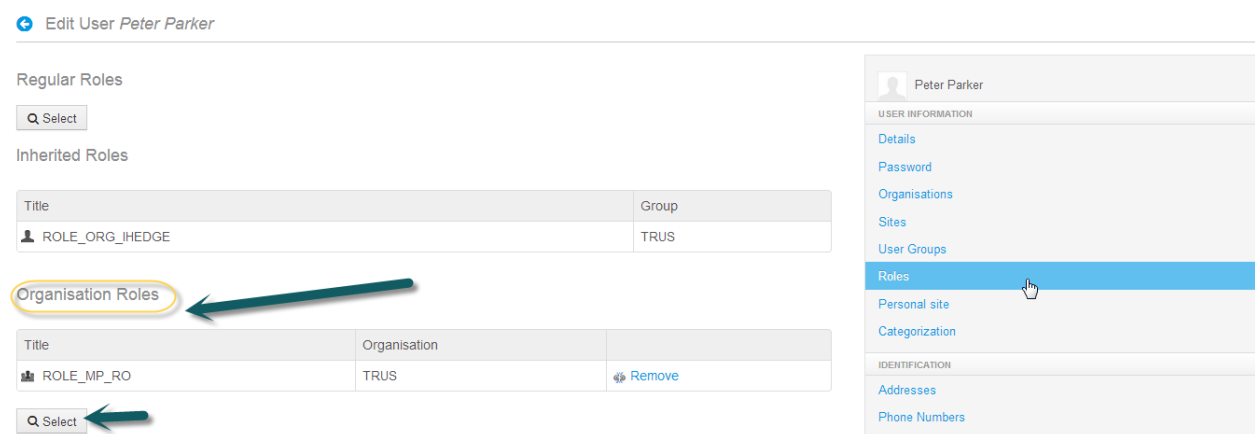 Edit User Peter Parker
Regular Roles
Select
Inherited Roles
Title Group
ROLE_ORG_IHEDGE TRUS
Organisation Roles
Title Organisation
ROLE_MP_RO TRUS Remove
Select
Peter Parker
USER INFORMATION
Details
Password
Organisations
Sites
User Groups
Roles
Personal site
Categorization
IDENTIFICATION
Addresses
Phone Numbers